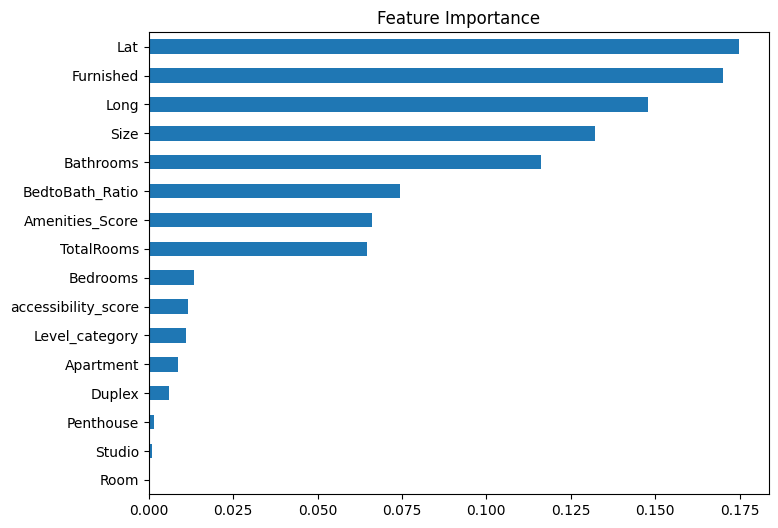 Feature Importance
Lat
Furnished
Long
Size
Bathrooms
BedtoBath_Ratio
Amenities_Score
TotalRooms
Bedrooms
accessibility_score
Level_category
Apartment
Duplex
Penthouse
Studio
Room
0.000 0.025 0.050 0.075 0.100 0.125 0.150 0.175